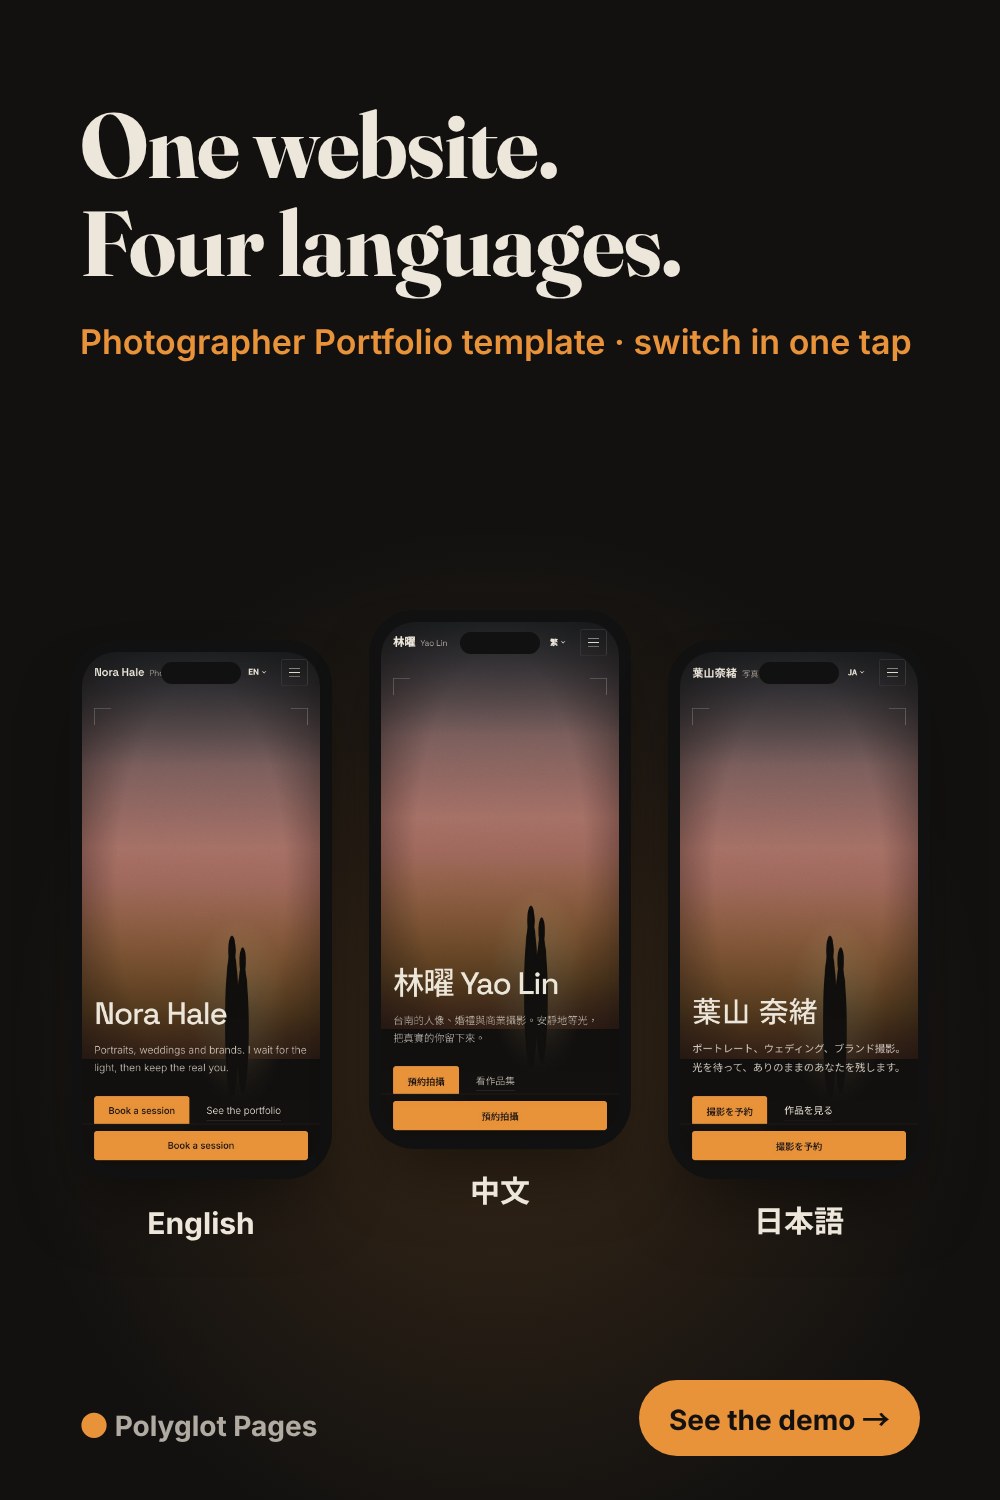 One website.
Four languages.
Photographer Portfolio template · switch in one tap
Nora Hale
EN
Nora Hale
Portraits, weddings and brands. I wait for the
light, then keep the real you.
Book a session
See the portfolio
Book a session
English
林曜 Yao Lin
繁
林曜 Yao Lin
台南的人像、婚禮與商業攝影。安靜地等光，
把真實的你留下來。
預約拍攝
看作品集
預約拍攝
中文
葉山奈緒 写真
JA
葉山 奈緒
ポートレート、ウェディング、ブランド撮影。
光を待って、ありのままのあなたを残します。
撮影を予約
作品を見る
撮影を予約
日本語
Polyglot Pages
See the demo →